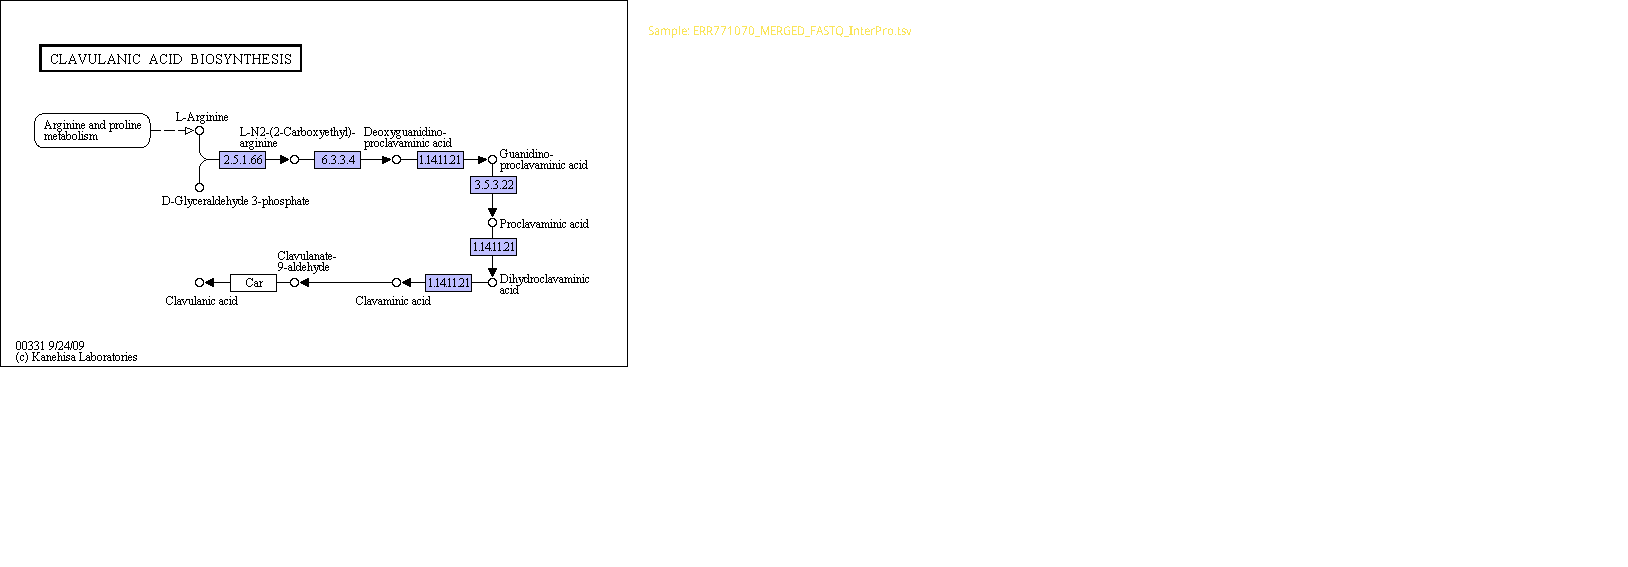 Sample: ERR771070_MERGED_FASTQ_InterPro.tsv
CLAVULANIC ACID BIOSYNTHESIS
Arginine and proline
metabolism
L-Arginine
L-N2-(2-Carboxyethyl)-
arginine
Deoxyguanidino-
proclavaminic acid
2.5.1.66
6.3.3.4
1.14.11.21
Guanidino-
proclavaminic acid
3.5.3.22
D-Glyceraldehyde 3-phosphate
Proclavaminic acid
1.14.11.21
Clavulanate-
9-aldehyde
Car
1.14.11.21
Dihydroclavaminic
acid
Clavulanic acid
Clavaminic acid
00331 9/24/09
(c) Kanehisa Laboratories